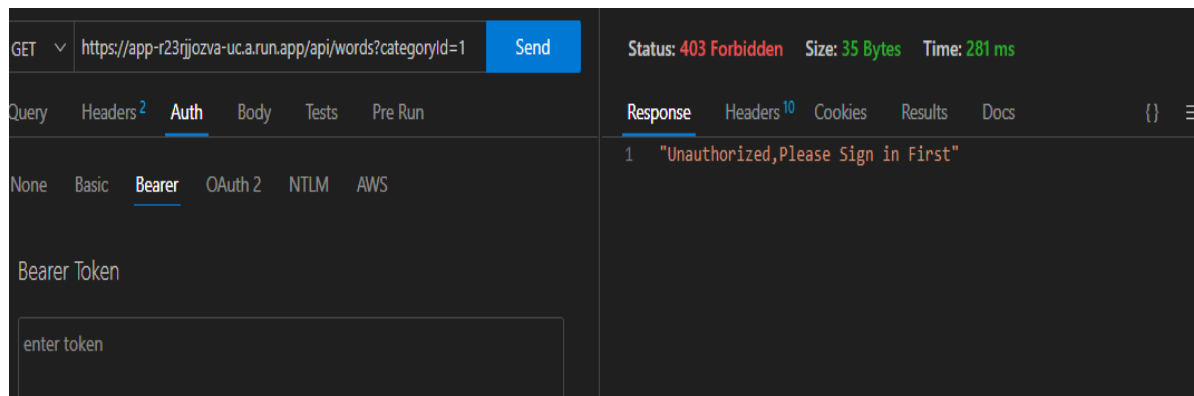 GET https://app-r23rjjozva-uc.a.run.app/api/words?categoryId=1 Send
Query Headers 2 Auth Body Tests Pre Run
None Basic Bearer OAuth 2 NTLM AWS
Bearer Token
enter token
Status: 403 Forbidden Size: 35 Bytes Time: 281 ms
Response Headers 10 Cookies Results Docs {}
1 "Unauthorized,Please Sign in First"